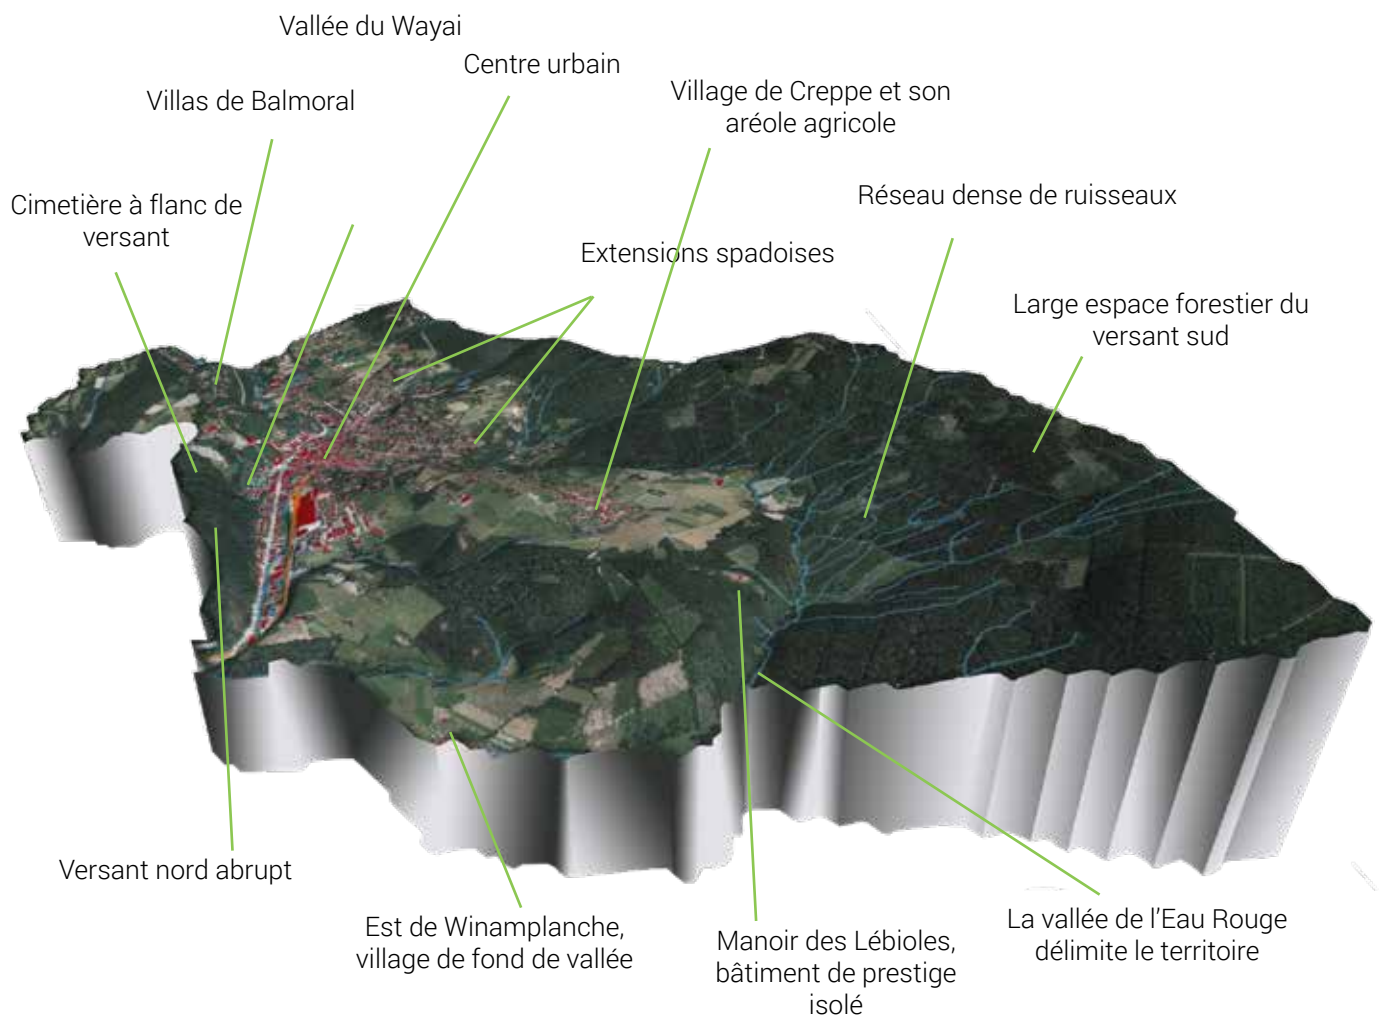 Vallée du Wayai
Centre urbain
Villas de Balmoral
Village de Creppe et son
aréole agricole
Cimetière à flanc de
versant
Réseau dense de ruisseaux
Extensions spadoises
Large espace forestier du
versant sud
Versant nord abrupt
Est de Winamplanche,
village de fond de vallée
Manoir des Lébioles,
bâtiment de prestige
isolé
La vallée de l'Eau Rouge
délimite le territoire